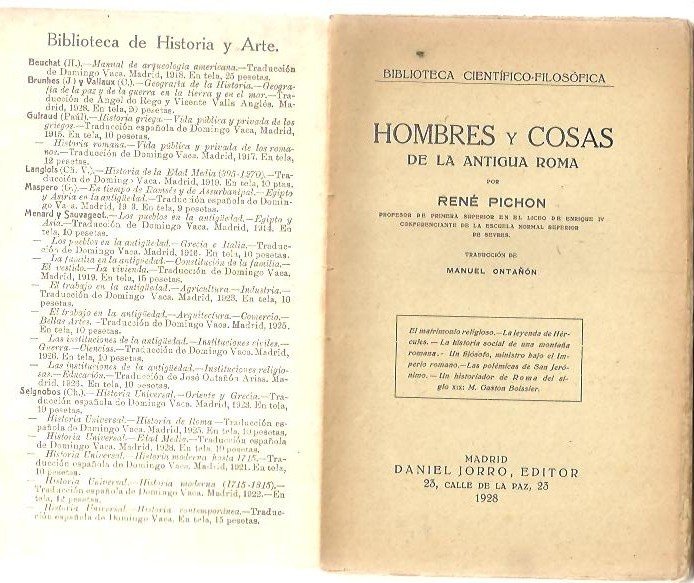 Biblioteca de Historia y Arte.
Beuchat (H.).—Manual de arqueología americana.—Traducción
de Domingo Vaca. Madrid, 1918. En tela, 25 pesetas.
Brunhes (J.) y Vallaux (C.).—Geografía de la Historia.—Geogra-
fía de la paz y de la guerra en la tierra y en el mar.—Tra-
ducción de Angel do Rego y Vicente Valls Anglés. Ma-
drid, 1928. En tela, 20 pesetas.
Guiraud (Paúl).—Historia griega.—Vida pública y privada de los
griegos.—Traducción española de Domingo Vaca, Madrid,
1915. En tela, 10 pesetas.
— Historia romana.—Vida pública y privada de los roma-
nos.—Traducción de Domingo Vaca. Madrid, 1917. En tela,
12 pesetas.
Langlois (Ch. V.).—Historia de la Edad Media (395-1270).—Tra-
ducción de Domingo Vaca. Madrid, 1919. En tela, 10 ptas.
Maspero (G.).—En tiempo de Ramsés y de Assurbanipal.—Egipto
y Asiria en la antigüedad.—Traducción española de Domin-
go Vaca. Madrid, En tela, 9 pesetas.
Menard y Sauvageot.—Los pueblos en la antigüedad.—Egipto y
Asia.—Traducción de Domingo Vaca. Madrid, 1914. En
tela, 10 pesetas.
— Los pueblos en la antigüedad.—Grecia e Italia.—Traduc-
ción de Domingo Vaca. Madrid, En tela, 10 pesetas.
— La familia en la antigüedad.—Constitución de la familia.—
El vestido.—La vivienda.—Traducción de Domingo Vaca.
Madrid, 1919. En tela, 15 pesetas.
— El trabajo en la antigüedad.—Agricultura.—Industria.—
Traducción de Domingo Vaca. Madrid, 1923. En tela, 10
pesetas.
— El trabajo en la antigüedad.—Arquitectura.—Comercio.—
Bellas Artes.—Traducción de Domingo Vaca. Madrid, 1925.
En tela, 10 pesetas.
— Las instituciones de la antigüedad.—Instituciones civiles.—
Guerra.—Ciencias.—Traducción de Domingo Vaca. Madrid,
1926. En tela, 10 pesetas.
— Las instituciones de la antigüedad.—Instituciones religio-
sas.—Educación.—Traducción de José Ontañón Arias. Ma-
drid, 1926. En tela, 10 pesetas.
Seignobos (Ch.).—Historia Universal.—Oriente y Grecia.—Tra-
ducción española de Domingo Vaca. Madrid, 1923. En tela,
10 pesetas.
— Historia Universal.—Historia de Roma—Traducción es-
pañola de Domingo Vaca. Madrid, 1925. En tela, 10 pesetas.
— Historia Universal—Edad Media.—Traducción española
de Domingo Vaca. Madrid, 1928. En tela, 10 pesetas.
— Historia Universal.—Historia moderna hasta 1715.—Tra-
ducción española de Domingo Vaca. Madrid, 1921. En tela,
10 pesetas.
— Historia Universal.—Historia moderna (1715-1815).—
Traducción española de Domingo Vaca. Madrid, 1922.—En
tela, 12 pesetas.
— Historia Universal—Historia contemporánea.—Traduc-
ción española de Domingo Vaca. Madrid, En tela, 15 pesetas.
BIBLIOTECA CIENTÍFICO-FILOSÓFICA
HOMBRES Y COSAS
DE LA ANTIGUA ROMA
POR
RENÉ PICHON
PROFESOR DE PRIMERA SUPERIOR EN EL LICEO DE ENRIQUE IV
CONFERENCIANTE DE LA ESCUELA NORMAL SUPERIOR
DE SEVRES.
TRADUCCIÓN DE
MANUEL ONTAÑÓN
El matrimonio religioso.—La leyenda de Hér-
cules.—La historia social de una montaña
romana.—Un filósofo, ministro bajo el Im-
perio romano.—Las polémicas de San Jeró-
nimo.—Un historiador de Roma del si-
glo XIX: M. Gaston Boissier.
MADRID
DANIEL JORRO, EDITOR
23, CALLE DE LA PAZ, 23
1928